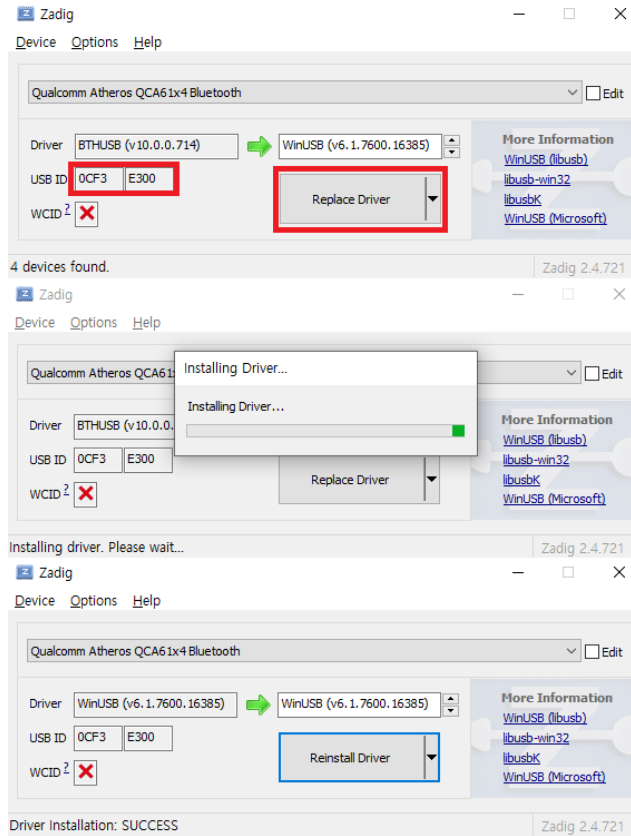 Zadig
Device Options Help
Qualcomm Atheros QCA61x4 Bluetooth Edit
Driver BTHUSB (v10.0.0.714) WinUSB (v6.1.7600.16385) More Information
WinUSB (libusb)
USB ID 0CF3 E300 libusb-win32
Replace Driver libusbK
WCID ? WinUSB (Microsoft)
4 devices found. Zadig 2.4.721
Zadig
Device Options Help
Installing Driver...
Qualcomm Atheros QCA61 Edit
Installing Driver...
Driver BTHUSB (v10.0.0. More Information
WinUSB (libusb)
USB ID 0CF3 E300 libusb-win32
Replace Driver libusbK
WCID ? WinUSB (Microsoft)
Installing driver. Please wait... Zadig 2.4.721
Zadig
Device Options Help
Qualcomm Atheros QCA61x4 Bluetooth Edit
Driver WinUSB (v6.1.7600.16385) WinUSB (v6.1.7600.16385) More Information
WinUSB (libusb)
USB ID 0CF3 E300 libusb-win32
Reinstall Driver libusbK
WCID ? WinUSB (Microsoft)
Driver Installation: SUCCESS Zadig 2.4.721